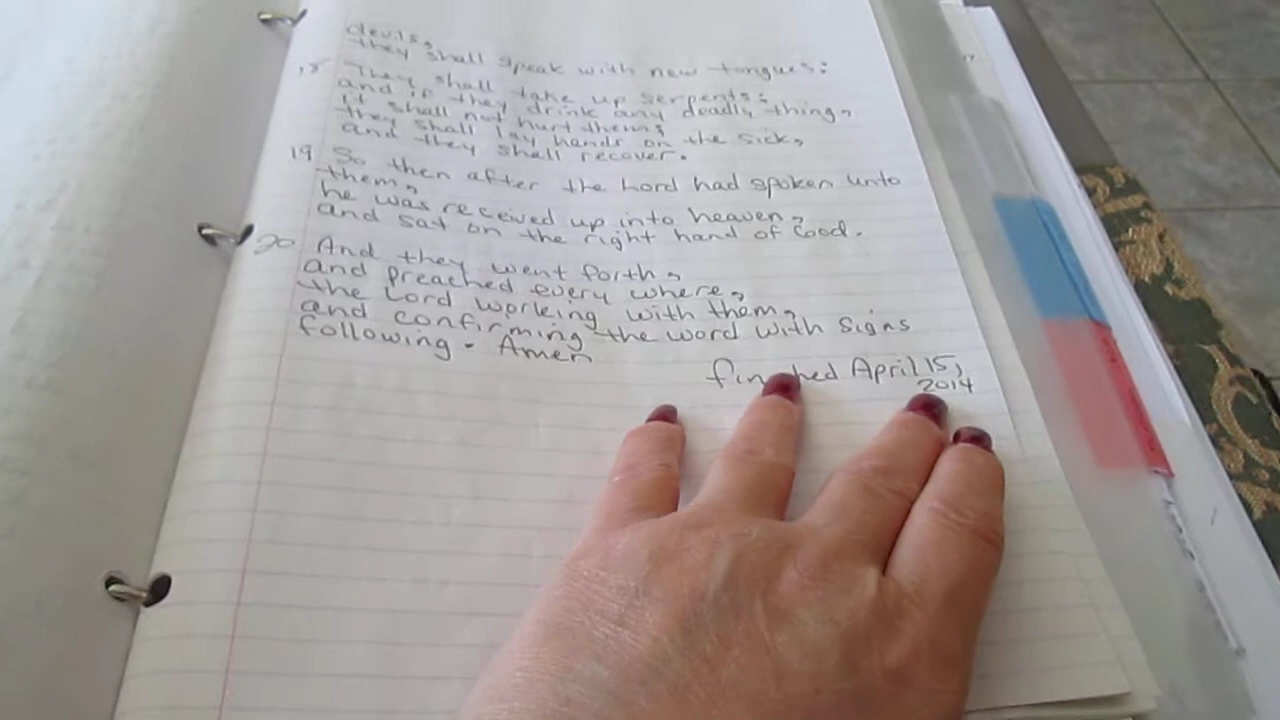 devils,
they shall speak with new tongues:
18 They shall take up serpents:
and if they drink any deadly thing,
it shall not hurt them;
they shall lay hands on the sick,
and they shall recover.
19 So then after the Lord had spoken unto
them,
he was received up into heaven,
and sat on the right hand of God.
20 And they went forth,
and preached every where,
the Lord working with them,
and confirming the word with signs
following. Amen
finished April 15,
2014